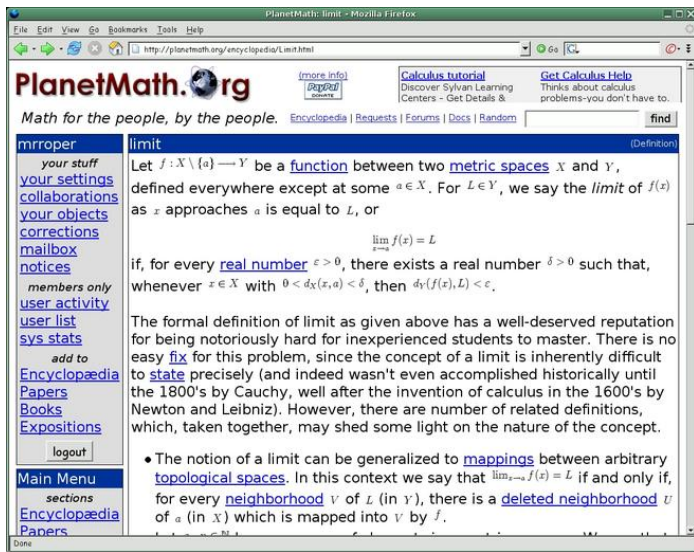 PlanetMath: limit - Mozilla Firefox
File Edit View Go Bookmarks Tools Help
http://planetmath.org/encyclopedia/Limit.html Go G
PlanetMath.Org
(more info)
PayPal
DONATE
Calculus tutorial
Discover Sylvan Learning
Centers - Get Details &
Get Calculus Help
Thinks about calculus
problems-you don't have to.
Math for the people, by the people.
Encyclopedia | Requests | Forums | Docs | Random find
mrroper
your stuff
your settings
collaborations
your objects
corrections
mailbox
notices
members only
user activity
user list
sys stats
add to
Encyclopædia
Papers
Books
Expositions
logout
Main Menu
sections
Encyclopædia
Papers
limit (Definition)
Let f : X \ {a} ⟶ Y be a function between two metric spaces X and Y,
defined everywhere except at some a ∈ X. For L ∈ Y, we say the limit of f(x)
as x approaches a is equal to L, or
lim x→a f(x) = L
if, for every real number ε > 0, there exists a real number δ > 0 such that,
whenever x ∈ X with 0 < dX(x, a) < δ, then dY(f(x), L) < ε.
The formal definition of limit as given above has a well-deserved reputation
for being notoriously hard for inexperienced students to master. There is no
easy fix for this problem, since the concept of a limit is inherently difficult
to state precisely (and indeed wasn't even accomplished historically until
the 1800's by Cauchy, well after the invention of calculus in the 1600's by
Newton and Leibniz). However, there are number of related definitions,
which, taken together, may shed some light on the nature of the concept.
• The notion of a limit can be generalized to mappings between arbitrary
topological spaces. In this context we say that limx→a f(x) = L if and only if,
for every neighborhood V of L (in Y), there is a deleted neighborhood U
of a (in X) which is mapped into V by f.
Done